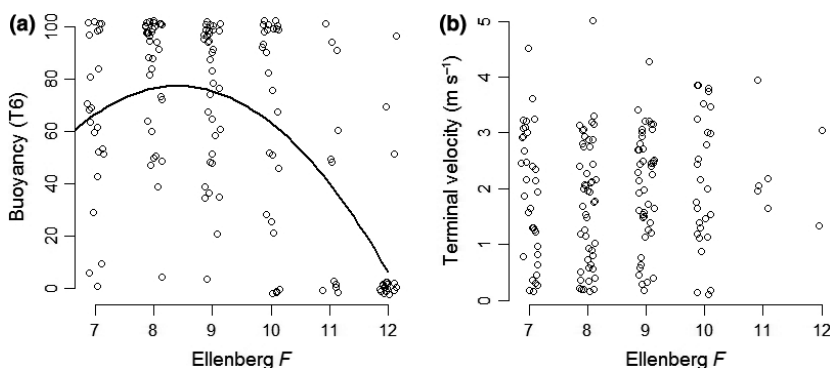 (a)
Buoyancy (T6)
100
80
60
40
20
0
7 8 9 10 11 12
Ellenberg F
(b)
Terminal velocity (m s⁻¹)
5
4
3
2
1
0
7 8 9 10 11 12
Ellenberg F